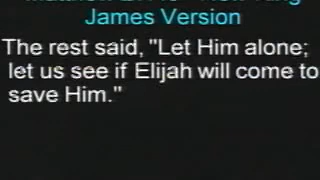 James Version
The rest said, "Let Him alone;
let us see if Elijah will come to
save Him."